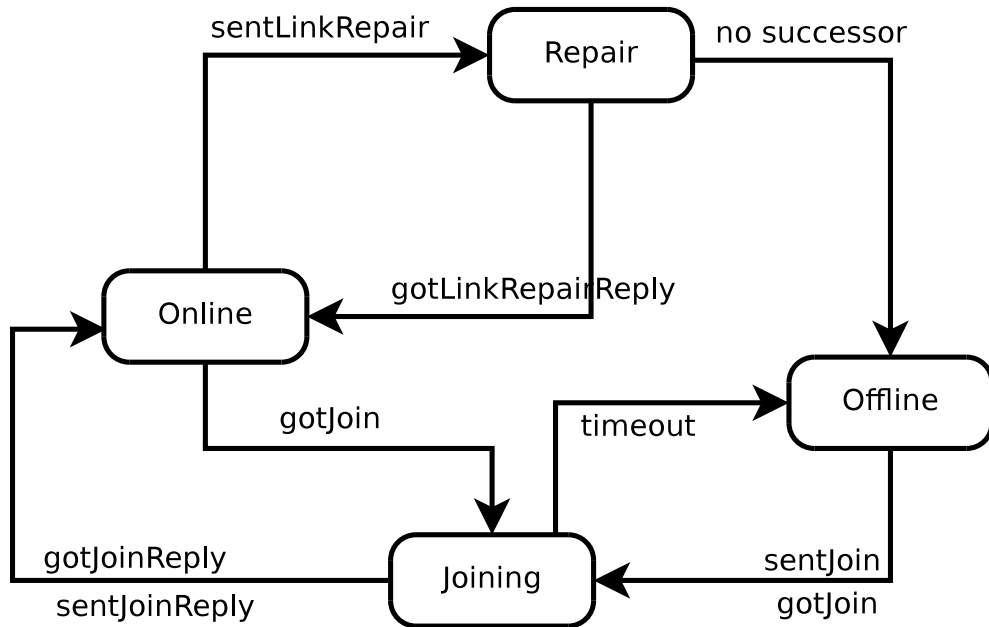 sentLinkRepair
Repair
no successor
gotLinkRepairReply
Online
Offline
gotJoin
timeout
gotJoinReply
Joining
sentJoin
sentJoinReply
gotJoin